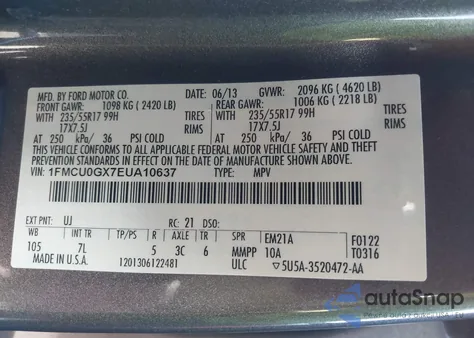 MFD. BY FORD MOTOR CO. 06/13 GVWR: 2096 KG ( 4620 LB)
FRONT GAWR: 1098 KG ( 2420 LB) REAR GAWR: 1006 KG ( 2218 LB)
WITH 235/55R17 99H TIRES WITH 235/55R17 99H TIRES
17X7.5J RIMS 17X7.5J RIMS
AT 250 kPa/ 36 PSI COLD AT 250 kPa/ 36 PSI COLD
THIS VEHICLE CONFORMS TO ALL APPLICABLE FEDERAL MOTOR VEHICLE
SAFETY AND THEFT PREVENTION STANDARDS IN EFFECT ON THE DATE OF MANUFACTURE SHOWN ABOVE.
VIN: 1FMCU0GX7EUA10637 TYPE: MPV
EXT PNT: UJ RC: 21 EM21A F0122
WB INT TR TP/PS R AXLE TR SPR T0316
105 7L 5 3C 6 MMPP 10A
MADE IN U.S.A. 1201306122481 ULC 5U5A-3520472-AA
autoSnap